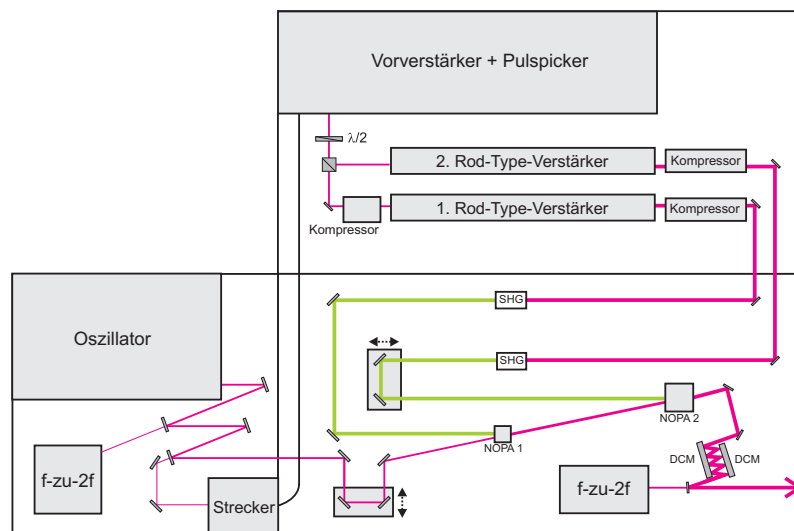 Vorverstärker + Pulspicker
λ/2
2. Rod-Type-Verstärker
Kompressor
1. Rod-Type-Verstärker
Kompressor
Kompressor
SHG
Oszillator
SHG
NOPA 2
NOPA 1
DCM
DCM
f-zu-2f
f-zu-2f
Strecker